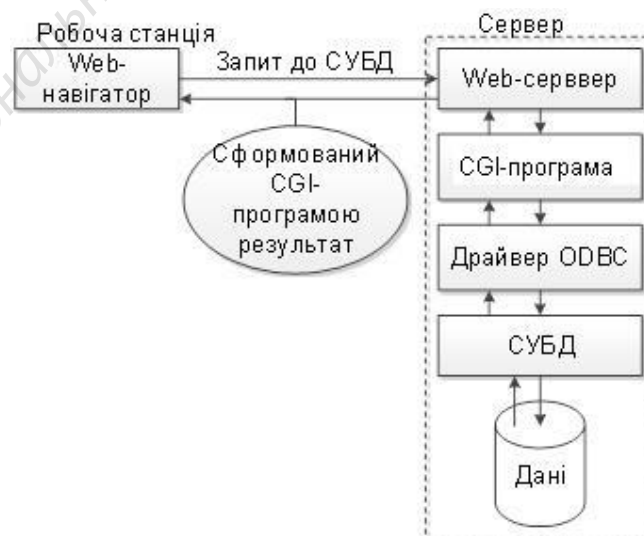 Робоча станція
Сервер
Web-
навігатор
Запит до СУБД
Web-серввер
Сформований
CGI-
програмою
результат
CGI-програма
Драйвер ODBC
СУБД
Дані